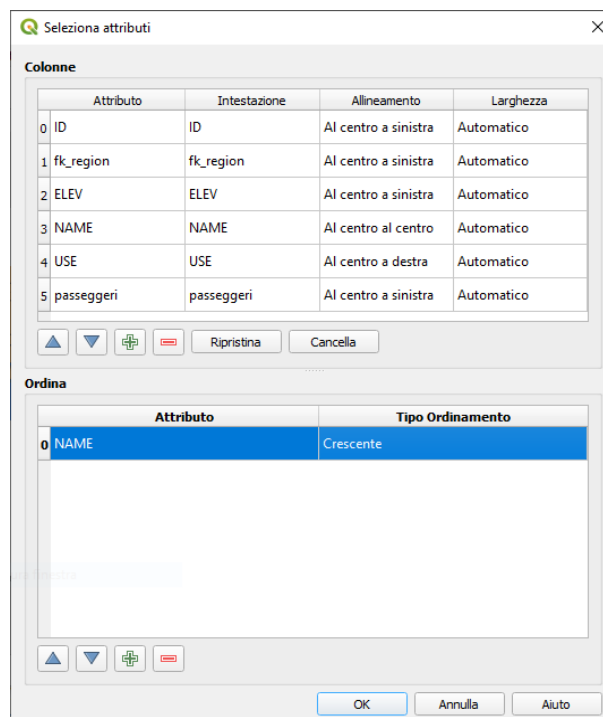 Seleziona attributi
Colonne
Attributo Intestazione Allineamento Larghezza
0 ID ID Al centro a sinistra Automatico
1 fk_region fk_region Al centro a sinistra Automatico
2 ELEV ELEV Al centro a sinistra Automatico
3 NAME NAME Al centro al centro Automatico
4 USE USE Al centro a destra Automatico
5 passeggeri passeggeri Al centro a sinistra Automatico
Ripristina Cancella
Ordina
Attributo Tipo Ordinamento
0 NAME Crescente
OK Annulla Aiuto